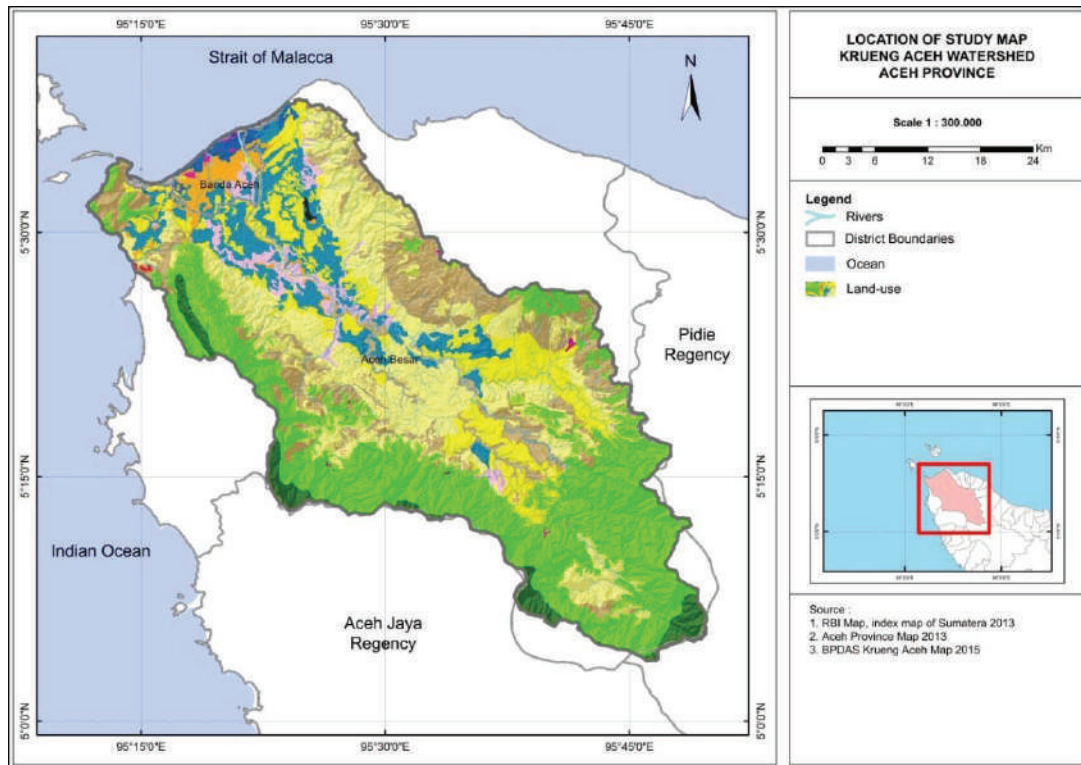 95°15'0"E 95°30'0"E 95°45'0"E
Strait of Malacca
N
Banda Aceh
5°30'0"N 5°30'0"N
Aceh Besar
Pidie
Regency
5°15'0"N 5°15'0"N
Indian Ocean
Aceh Jaya
Regency
5°0'0"N 5°0'0"N
95°15'0"E 95°30'0"E 95°45'0"E
LOCATION OF STUDY MAP
KRUENG ACEH WATERSHED
ACEH PROVINCE
Scale 1 : 300.000
Km
0 3 6 12 18 24
Legend
Rivers
District Boundaries
Ocean
Land-use
Source :
1. RBI Map, index map of Sumatera 2013
2. Aceh Province Map 2013
3. BPDAS Krueng Aceh Map 2015